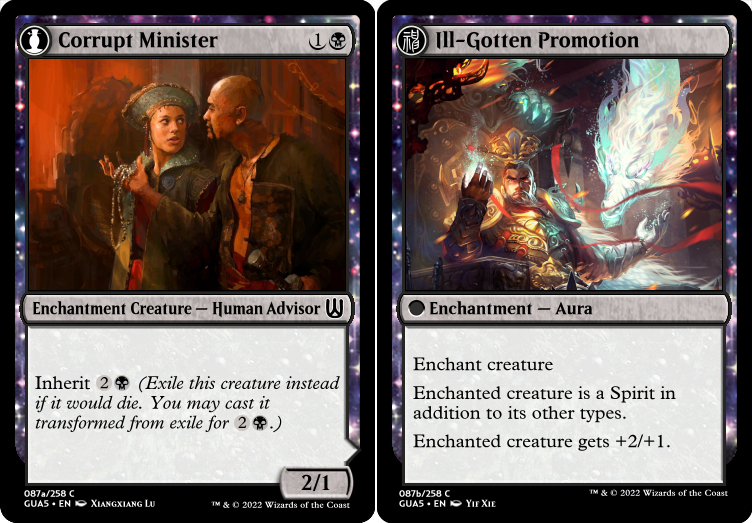 Corrupt Minister
1
Enchantment Creature — Human Advisor
Inherit 2 (Exile this creature instead
if it would die. You may cast it
transformed from exile for 2 .)
2/1
087a/258 C
GUA5 • EN Xiangxiang Lu
™ & © 2022 Wizards of the Coast
Ill-Gotten Promotion
Enchantment — Aura
Enchant creature
Enchanted creature is a Spirit in
addition to its other types.
Enchanted creature gets +2/+1.
087b/258 C
GUA5 • EN Yif Xie
™ & © 2022 Wizards of the Coast